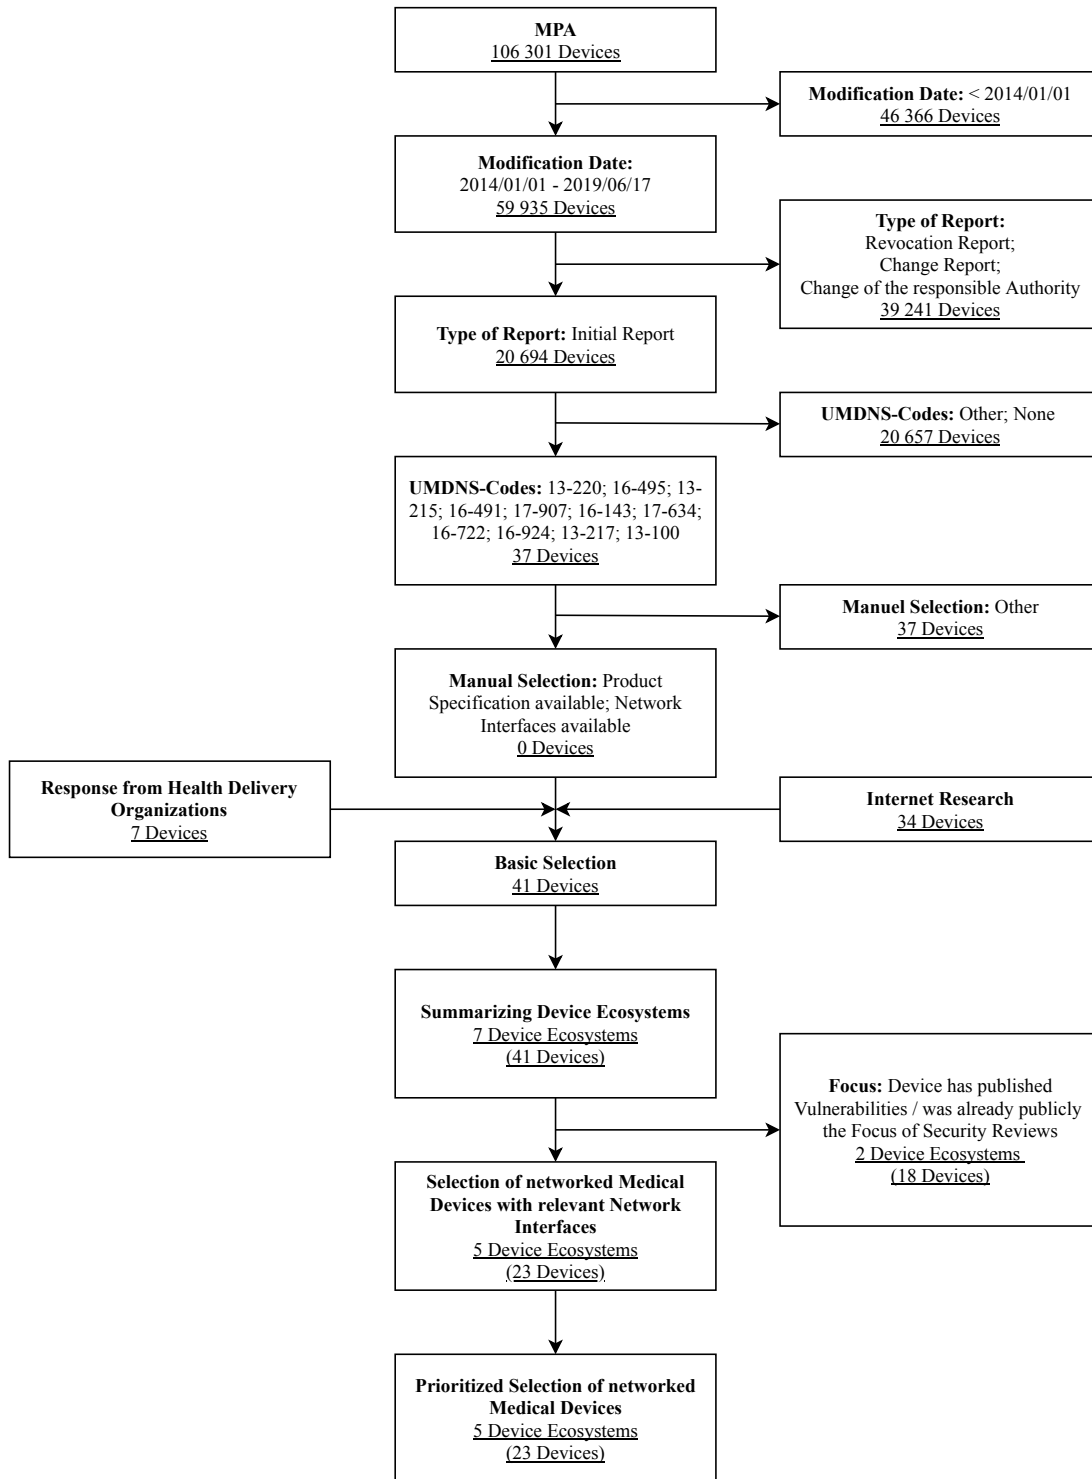 MPA
106 301 Devices
Modification Date: < 2014/01/01
46 366 Devices
Modification Date:
2014/01/01 - 2019/06/17
59 935 Devices
Type of Report:
Revocation Report;
Change Report;
Change of the responsible Authority
39 241 Devices
Type of Report: Initial Report
20 694 Devices
UMDNS-Codes: Other; None
20 657 Devices
UMDNS-Codes: 13-220; 16-495; 13-
215; 16-491; 17-907; 16-143; 17-634;
16-722; 16-924; 13-217; 13-100
37 Devices
Manuel Selection: Other
37 Devices
Manual Selection: Product
Specification available; Network
Interfaces available
0 Devices
Response from Health Delivery
Organizations
7 Devices
Internet Research
34 Devices
Basic Selection
41 Devices
Summarizing Device Ecosystems
7 Device Ecosystems
(41 Devices)
Focus: Device has published
Vulnerabilities / was already publicly
the Focus of Security Reviews
2 Device Ecosystems
(18 Devices)
Selection of networked Medical
Devices with relevant Network
Interfaces
5 Device Ecosystems
(23 Devices)
Prioritized Selection of networked
Medical Devices
5 Device Ecosystems
(23 Devices)